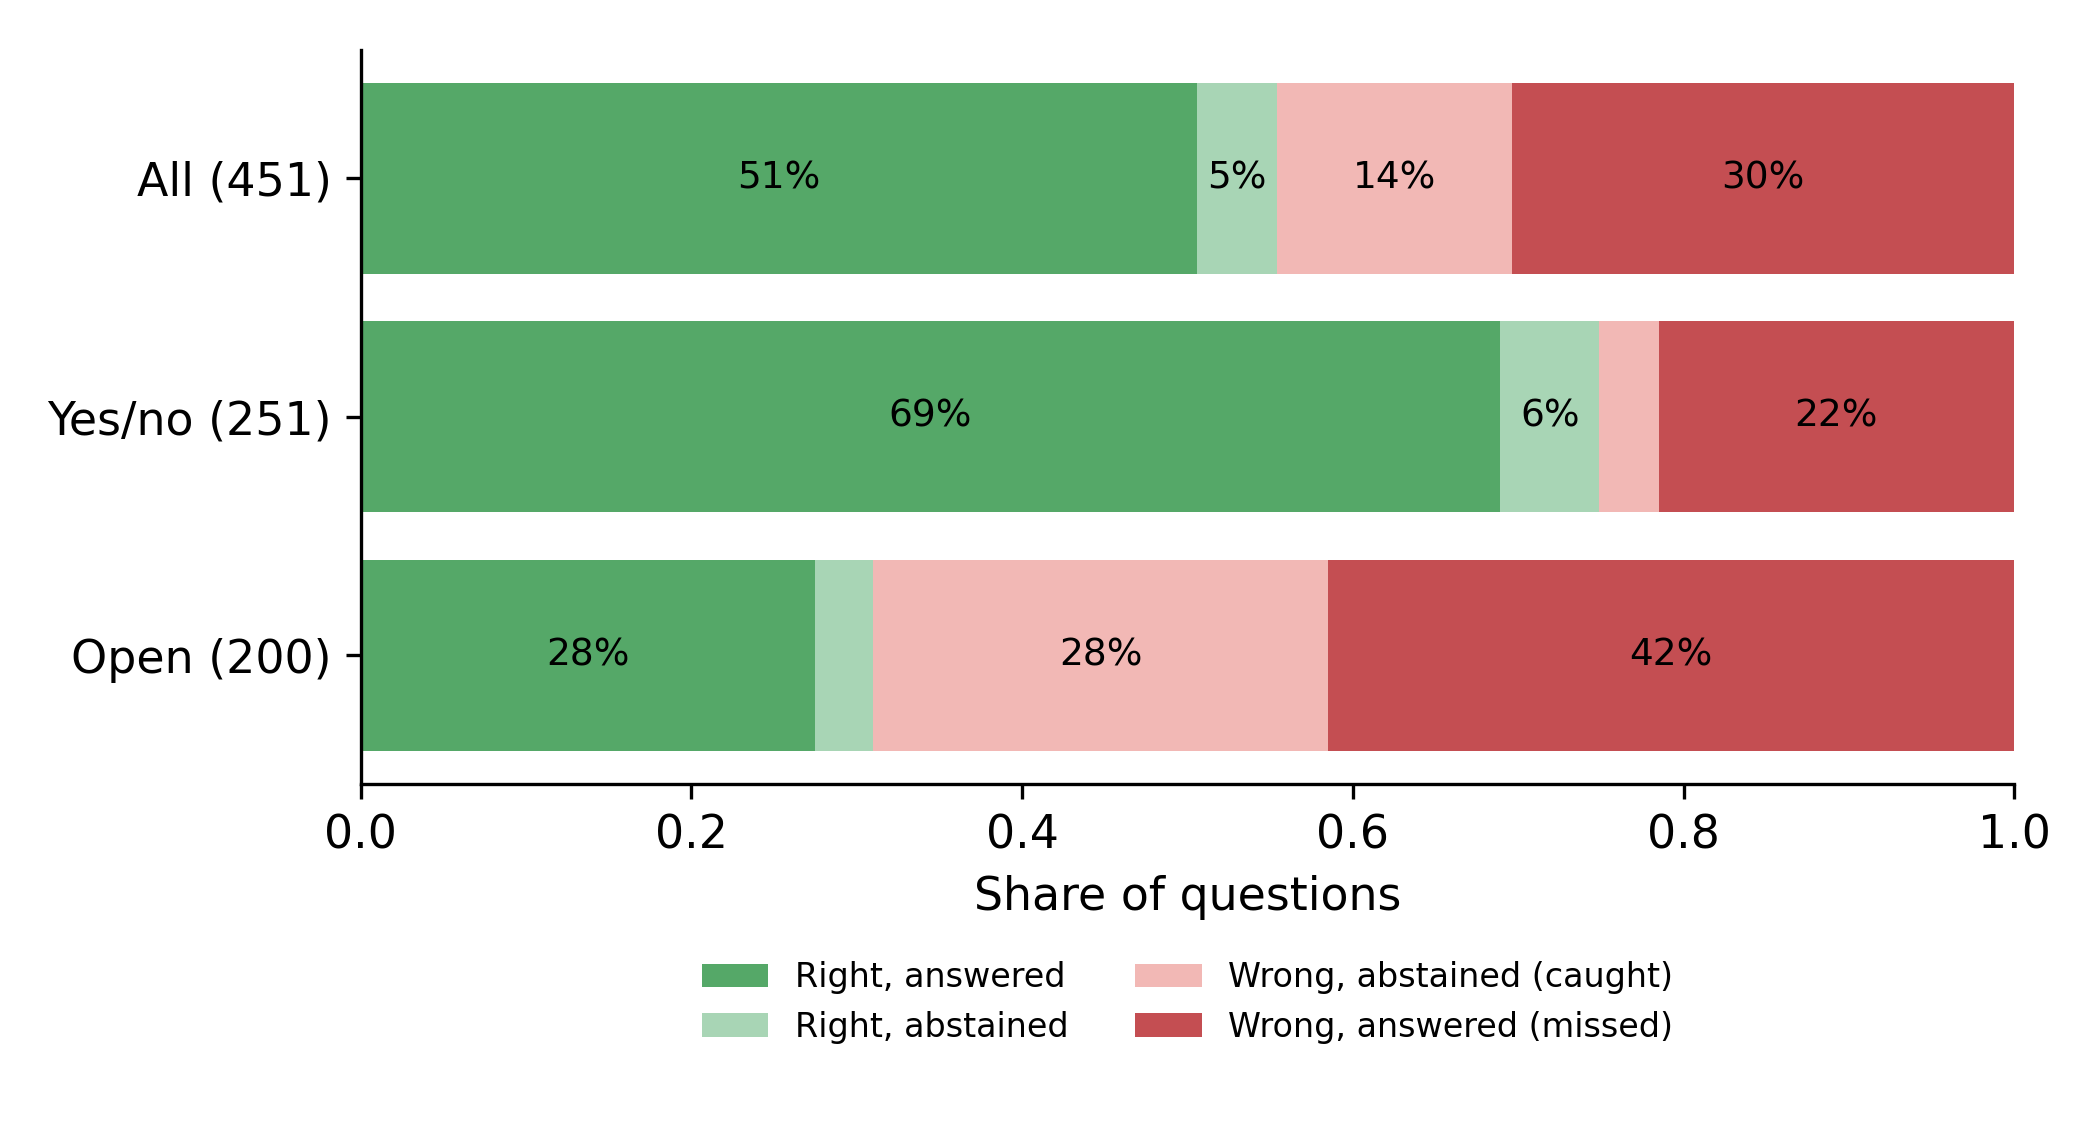 All (451)
51% 5% 14% 30%
Yes/no (251)
69% 6% 22%
Open (200)
28% 28% 42%
0.0 0.2 0.4 0.6 0.8 1.0
Share of questions
Right, answered
Right, abstained
Wrong, abstained (caught)
Wrong, answered (missed)